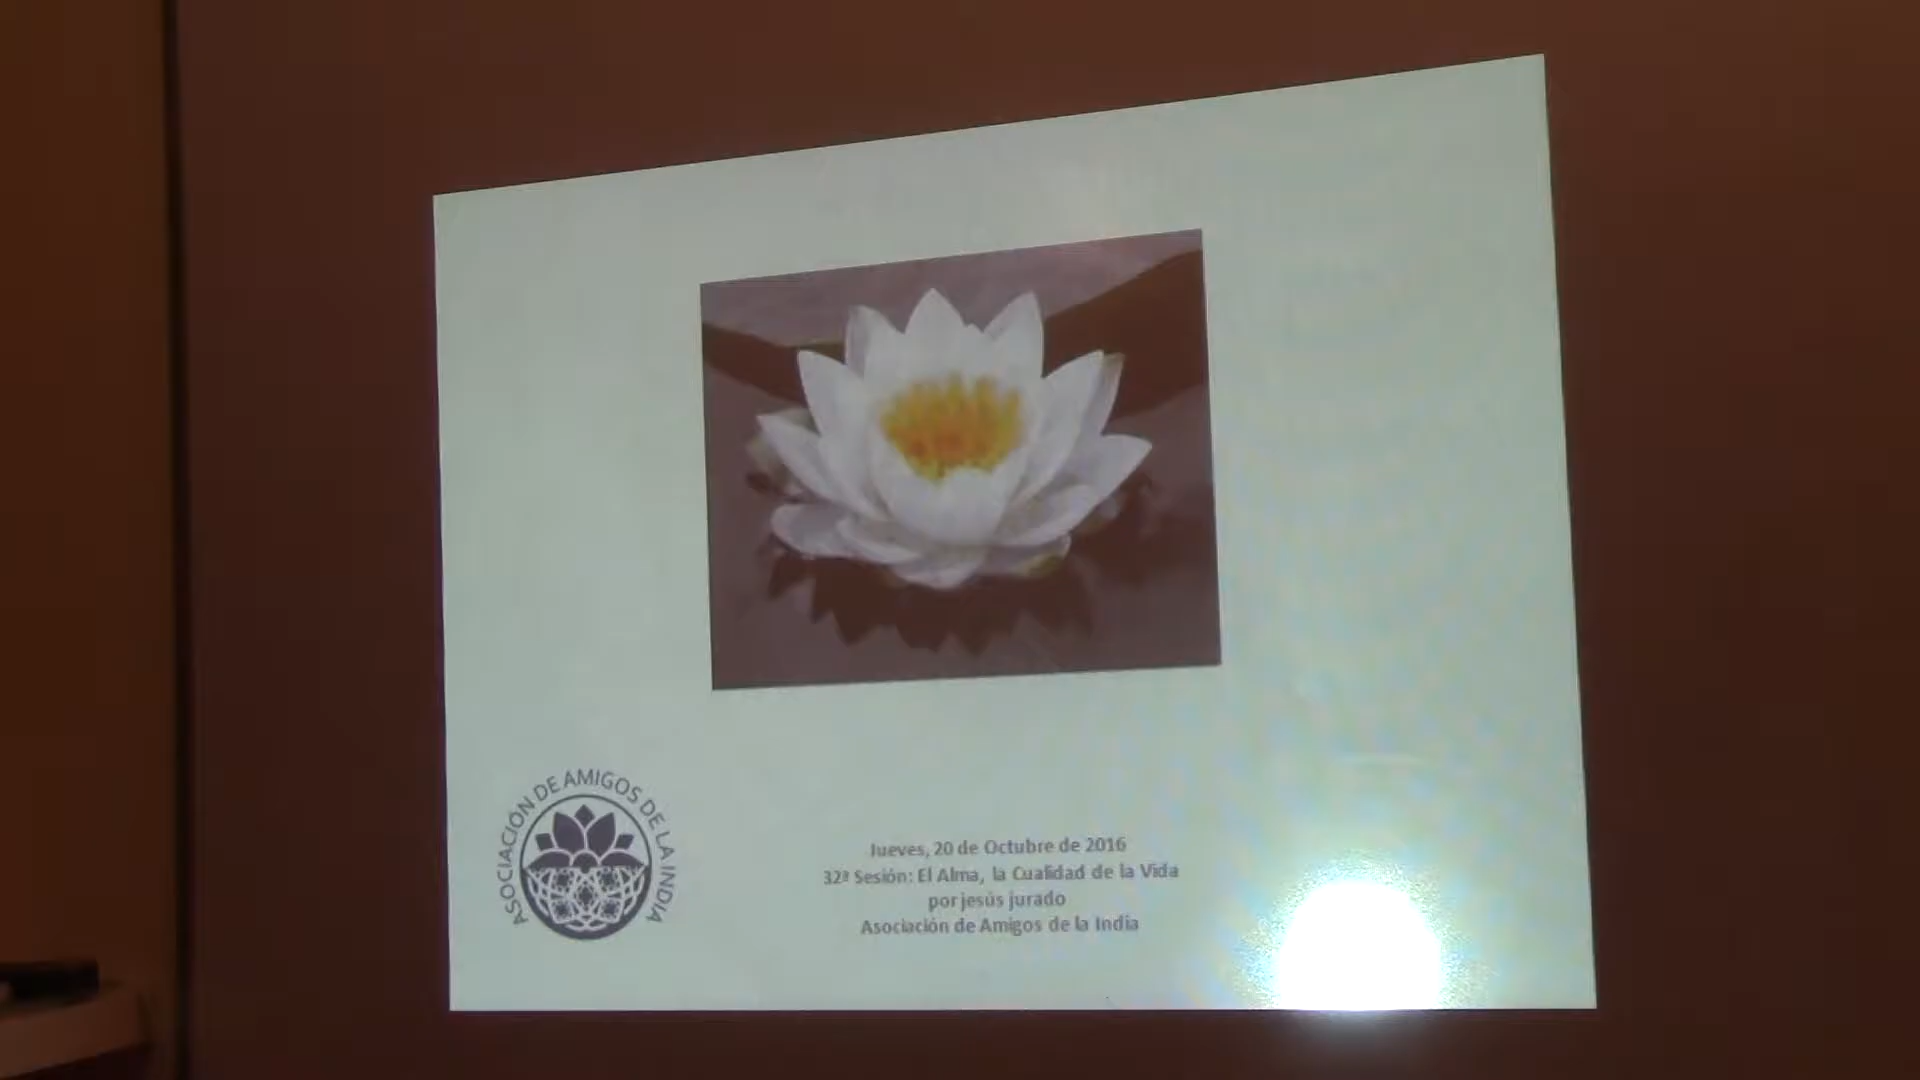 ASOCIACIÓN DE AMIGOS DE LA INDIA
Jueves, 20 de Octubre de 2016
32ª Sesión: El Alma, la Cualidad de la Vida
por jesús jurado
Asociación de Amigos de la India